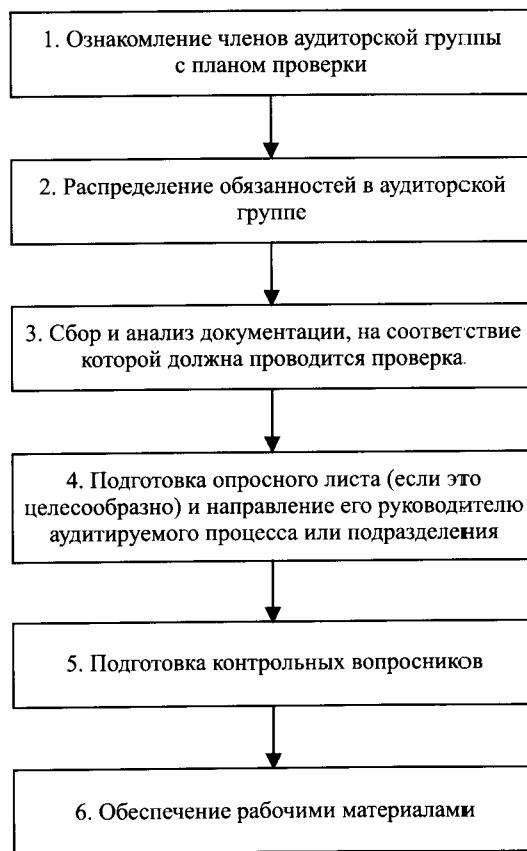 1. Ознакомление членов аудиторской группы
с планом проверки
2. Распределение обязанностей в аудиторской
группе
3. Сбор и анализ документации, на соответствие
которой должна проводится проверка.
4. Подготовка опросного листа (если это
целесообразно) и направление его руководителю
аудитируемого процесса или подразделения
5. Подготовка контрольных вопросников
6. Обеспечение рабочими материалами